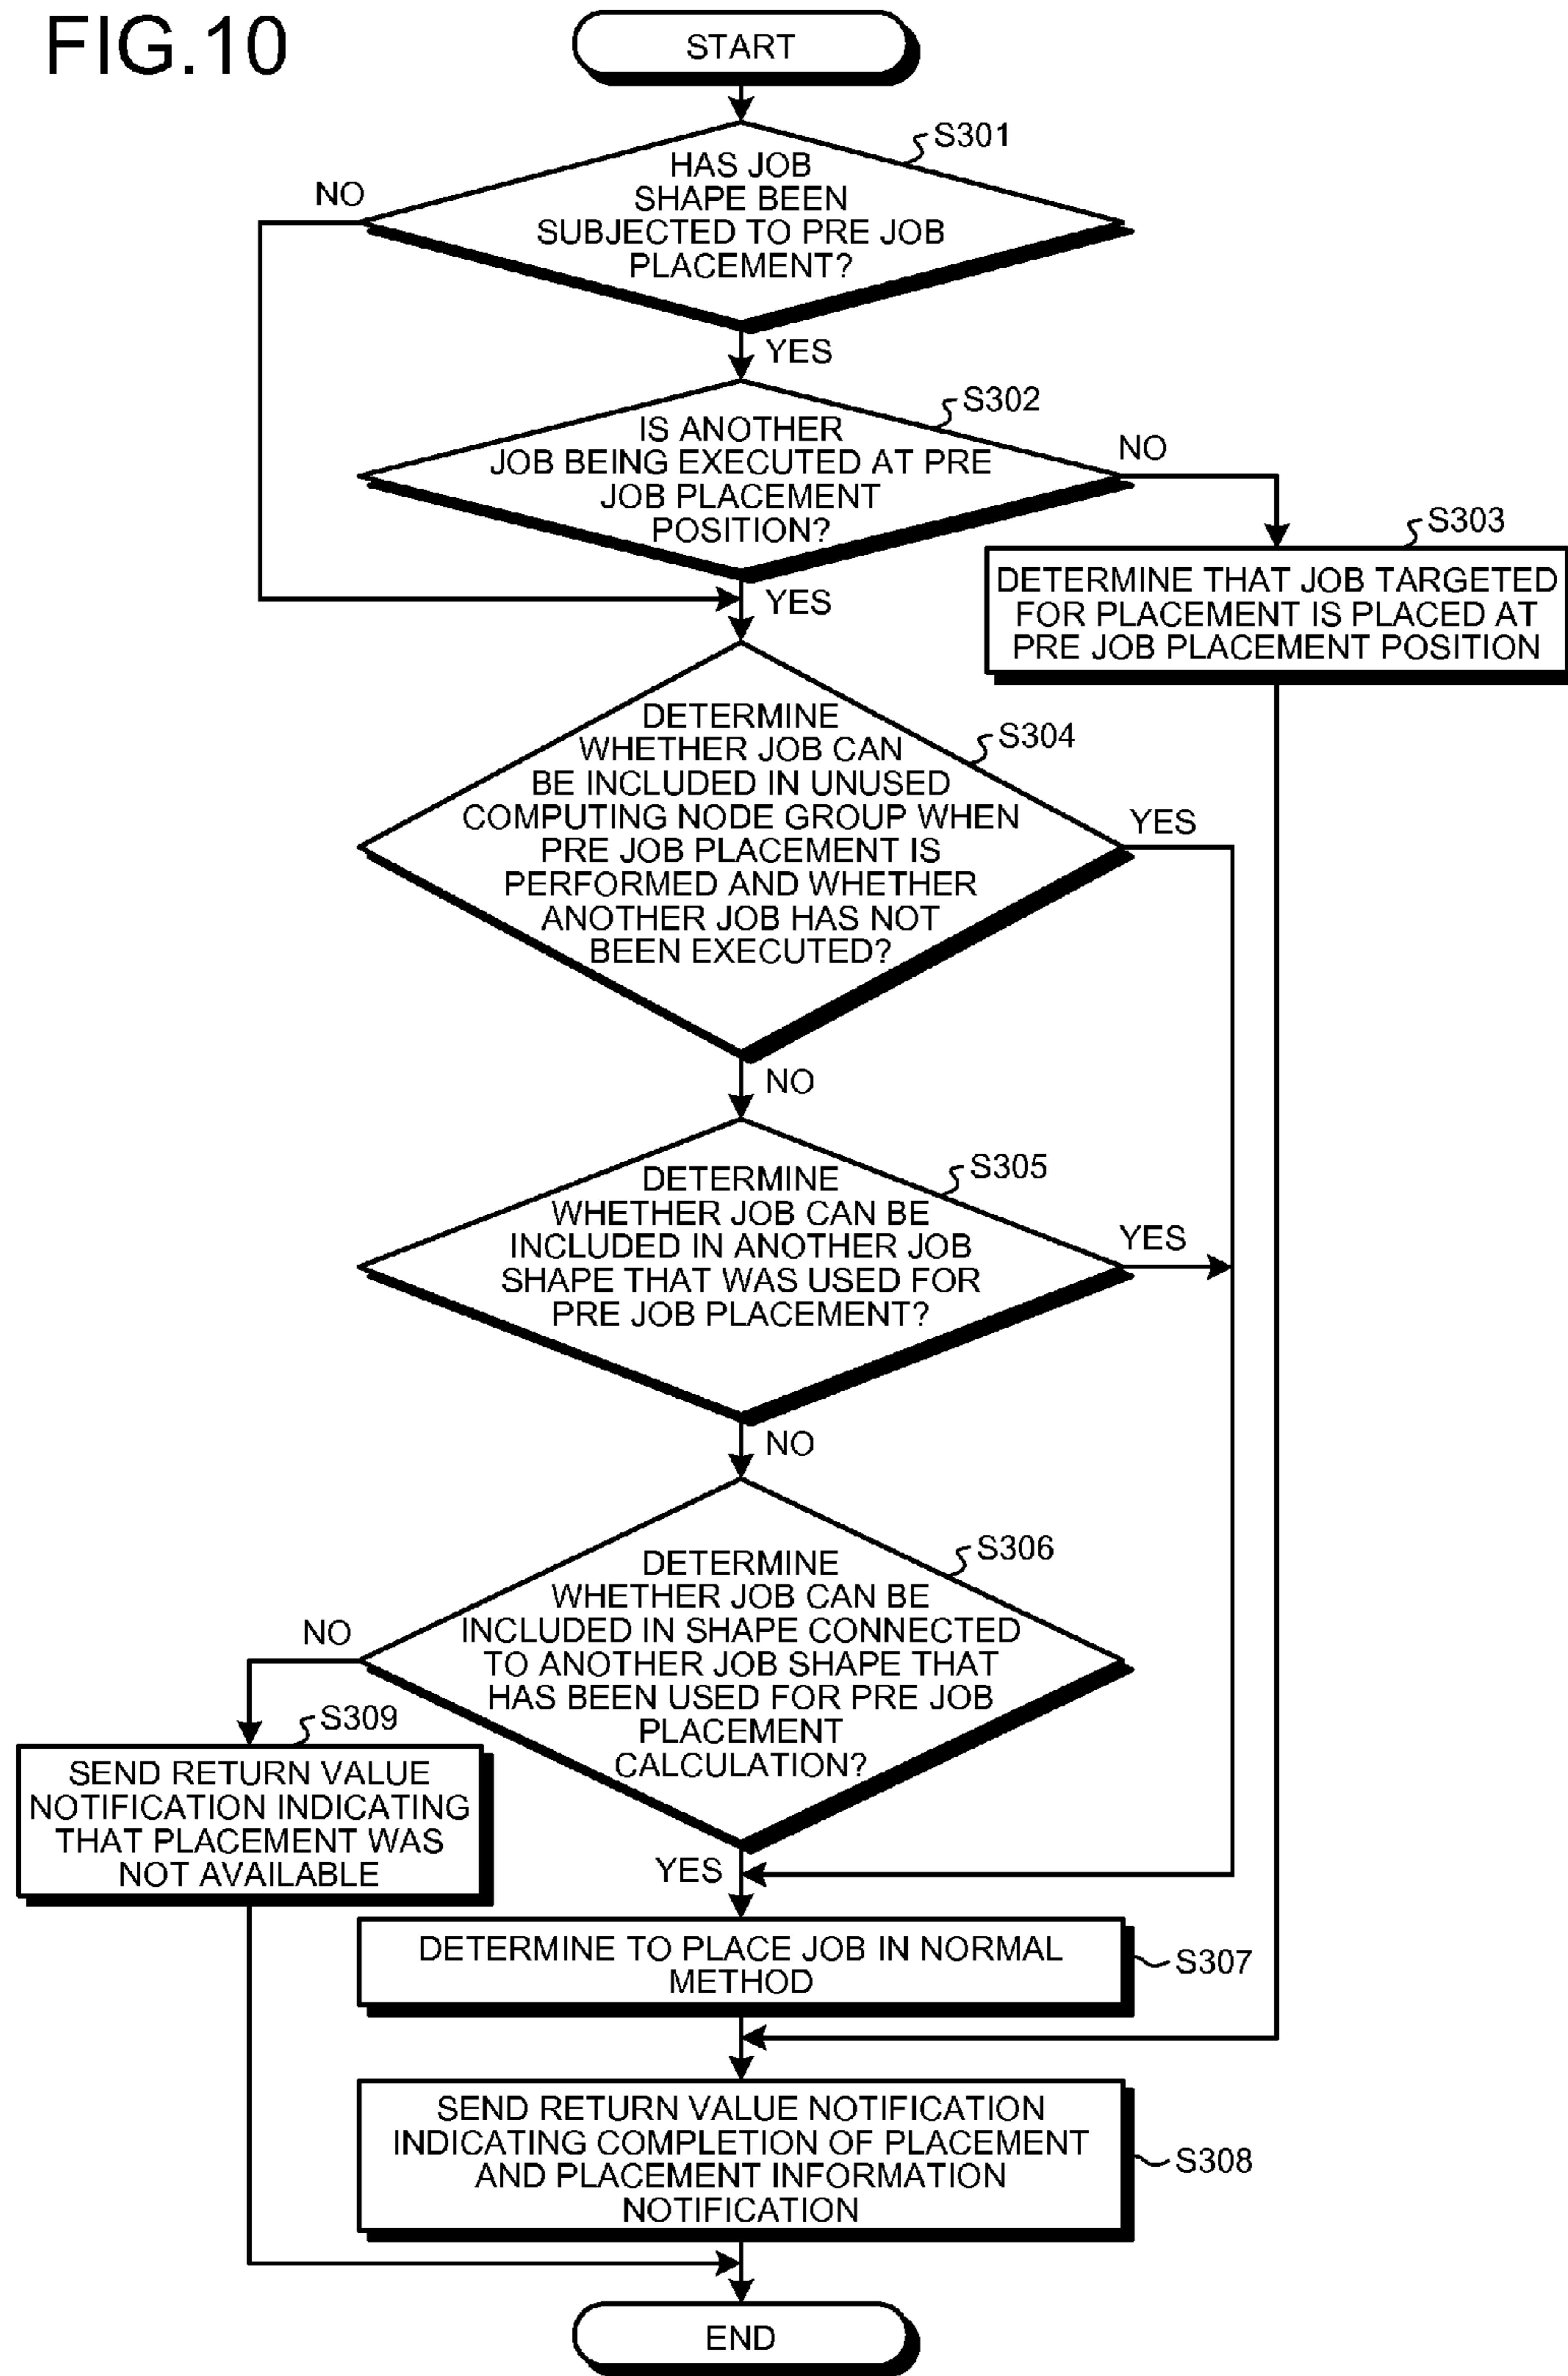 FIG.10
START
S301
HAS JOB
SHAPE BEEN
SUBJECTED TO PRE JOB
PLACEMENT?
NO
YES
S302
IS ANOTHER
JOB BEING EXECUTED AT PRE
JOB PLACEMENT
POSITION?
NO
YES
S303
DETERMINE THAT JOB TARGETED
FOR PLACEMENT IS PLACED AT
PRE JOB PLACEMENT POSITION
S304
DETERMINE
WHETHER JOB CAN
BE INCLUDED IN UNUSED
COMPUTING NODE GROUP WHEN
PRE JOB PLACEMENT IS
PERFORMED AND WHETHER
ANOTHER JOB HAS NOT
BEEN EXECUTED?
YES
NO
S305
DETERMINE
WHETHER JOB CAN BE
INCLUDED IN ANOTHER JOB
SHAPE THAT WAS USED FOR
PRE JOB PLACEMENT?
YES
NO
S306
DETERMINE
WHETHER JOB CAN BE
INCLUDED IN SHAPE CONNECTED
TO ANOTHER JOB SHAPE THAT
HAS BEEN USED FOR PRE JOB
PLACEMENT
CALCULATION?
NO
YES
S309
SEND RETURN VALUE
NOTIFICATION INDICATING
THAT PLACEMENT WAS
NOT AVAILABLE
DETERMINE TO PLACE JOB IN NORMAL
METHOD
S307
SEND RETURN VALUE NOTIFICATION
INDICATING COMPLETION OF PLACEMENT
AND PLACEMENT INFORMATION
NOTIFICATION
S308
END